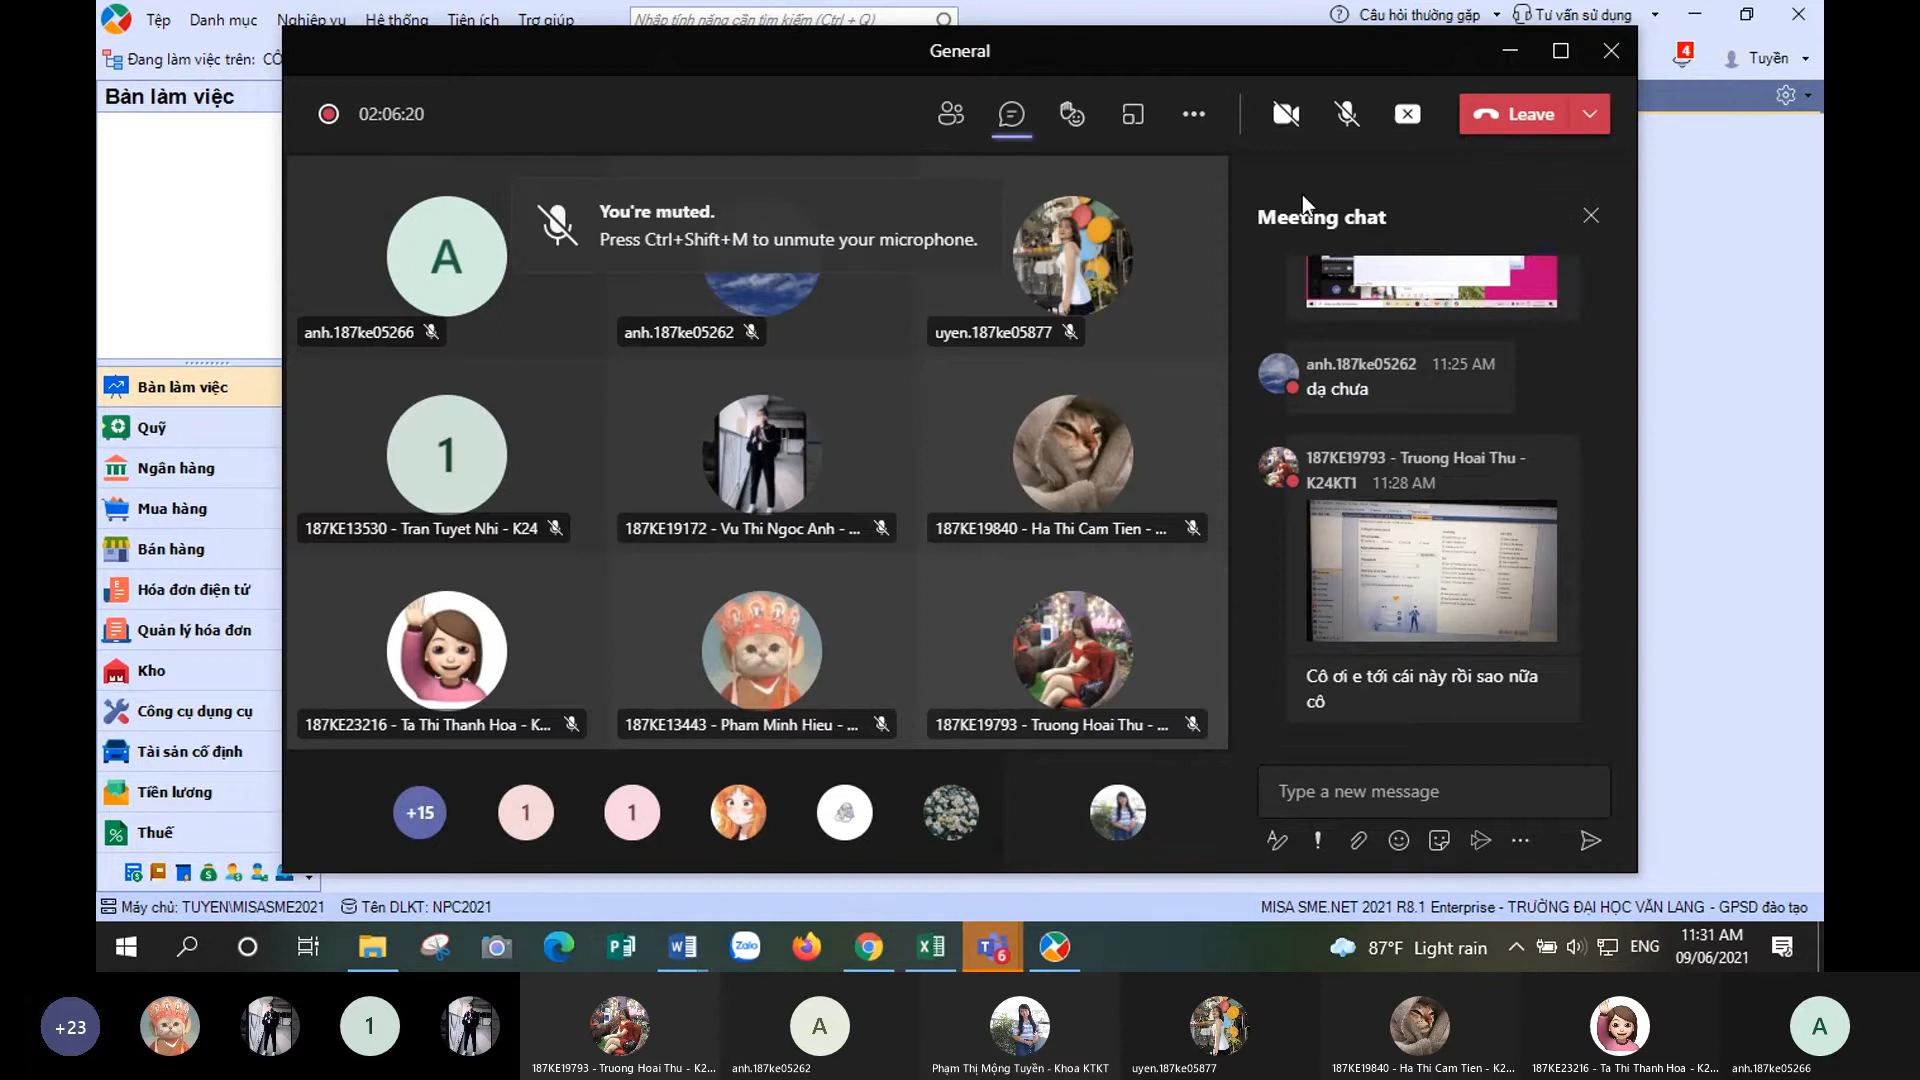 Tệp Danh mục Nghiệp vụ Hệ thống Tiện ích Trợ giúp
Nhập tính năng cần tìm kiếm (Ctrl + Q)
Câu hỏi thường gặp
Tư vấn sử dụng
Đang làm việc trên: CÔ
General
4
Tuyền
Bàn làm việc
02:06:20
Leave
You're muted.
Press Ctrl+Shift+M to unmute your microphone.
Meeting chat
A
anh.187ke05266
anh.187ke05262
uyen.187ke05877
anh.187ke05262 11:25 AM
dạ chưa
Bàn làm việc
Quỹ
Ngân hàng
Mua hàng
Bán hàng
Hóa đơn điện tử
Quản lý hóa đơn
Kho
Công cụ dụng cụ
Tài sản cố định
Tiền lương
Thuế
1
187KE13530 - Tran Tuyet Nhi - K24
187KE19172 - Vu Thi Ngoc Anh - ...
187KE19840 - Ha Thi Cam Tien - ...
187KE19793 - Truong Hoai Thu -
K24KT1 11:28 AM
Cô ơi e tới cái này rồi sao nữa
cô
187KE23216 - Ta Thi Thanh Hoa - K...
187KE13443 - Pham Minh Hieu - ...
187KE19793 - Truong Hoai Thu - ...
+15
1
1
Type a new message
Máy chủ: TUYEN\MISASME2021
Tên DLKT: NPC2021
MISA SME.NET 2021 R8.1 Enterprise - TRƯỜNG ĐẠI HỌC VĂN LANG - GPSD đào tạo
Zalo
6
87°F Light rain
ENG
11:31 AM
09/06/2021
+23
1
A
A
187KE19793 - Truong Hoai Thu - K2...
anh.187ke05262
Phạm Thị Mộng Tuyền - Khoa KTKT
uyen.187ke05877
187KE19840 - Ha Thi Cam Tien - K2...
187KE23216 - Ta Thi Thanh Hoa - K2...
anh.187ke05266